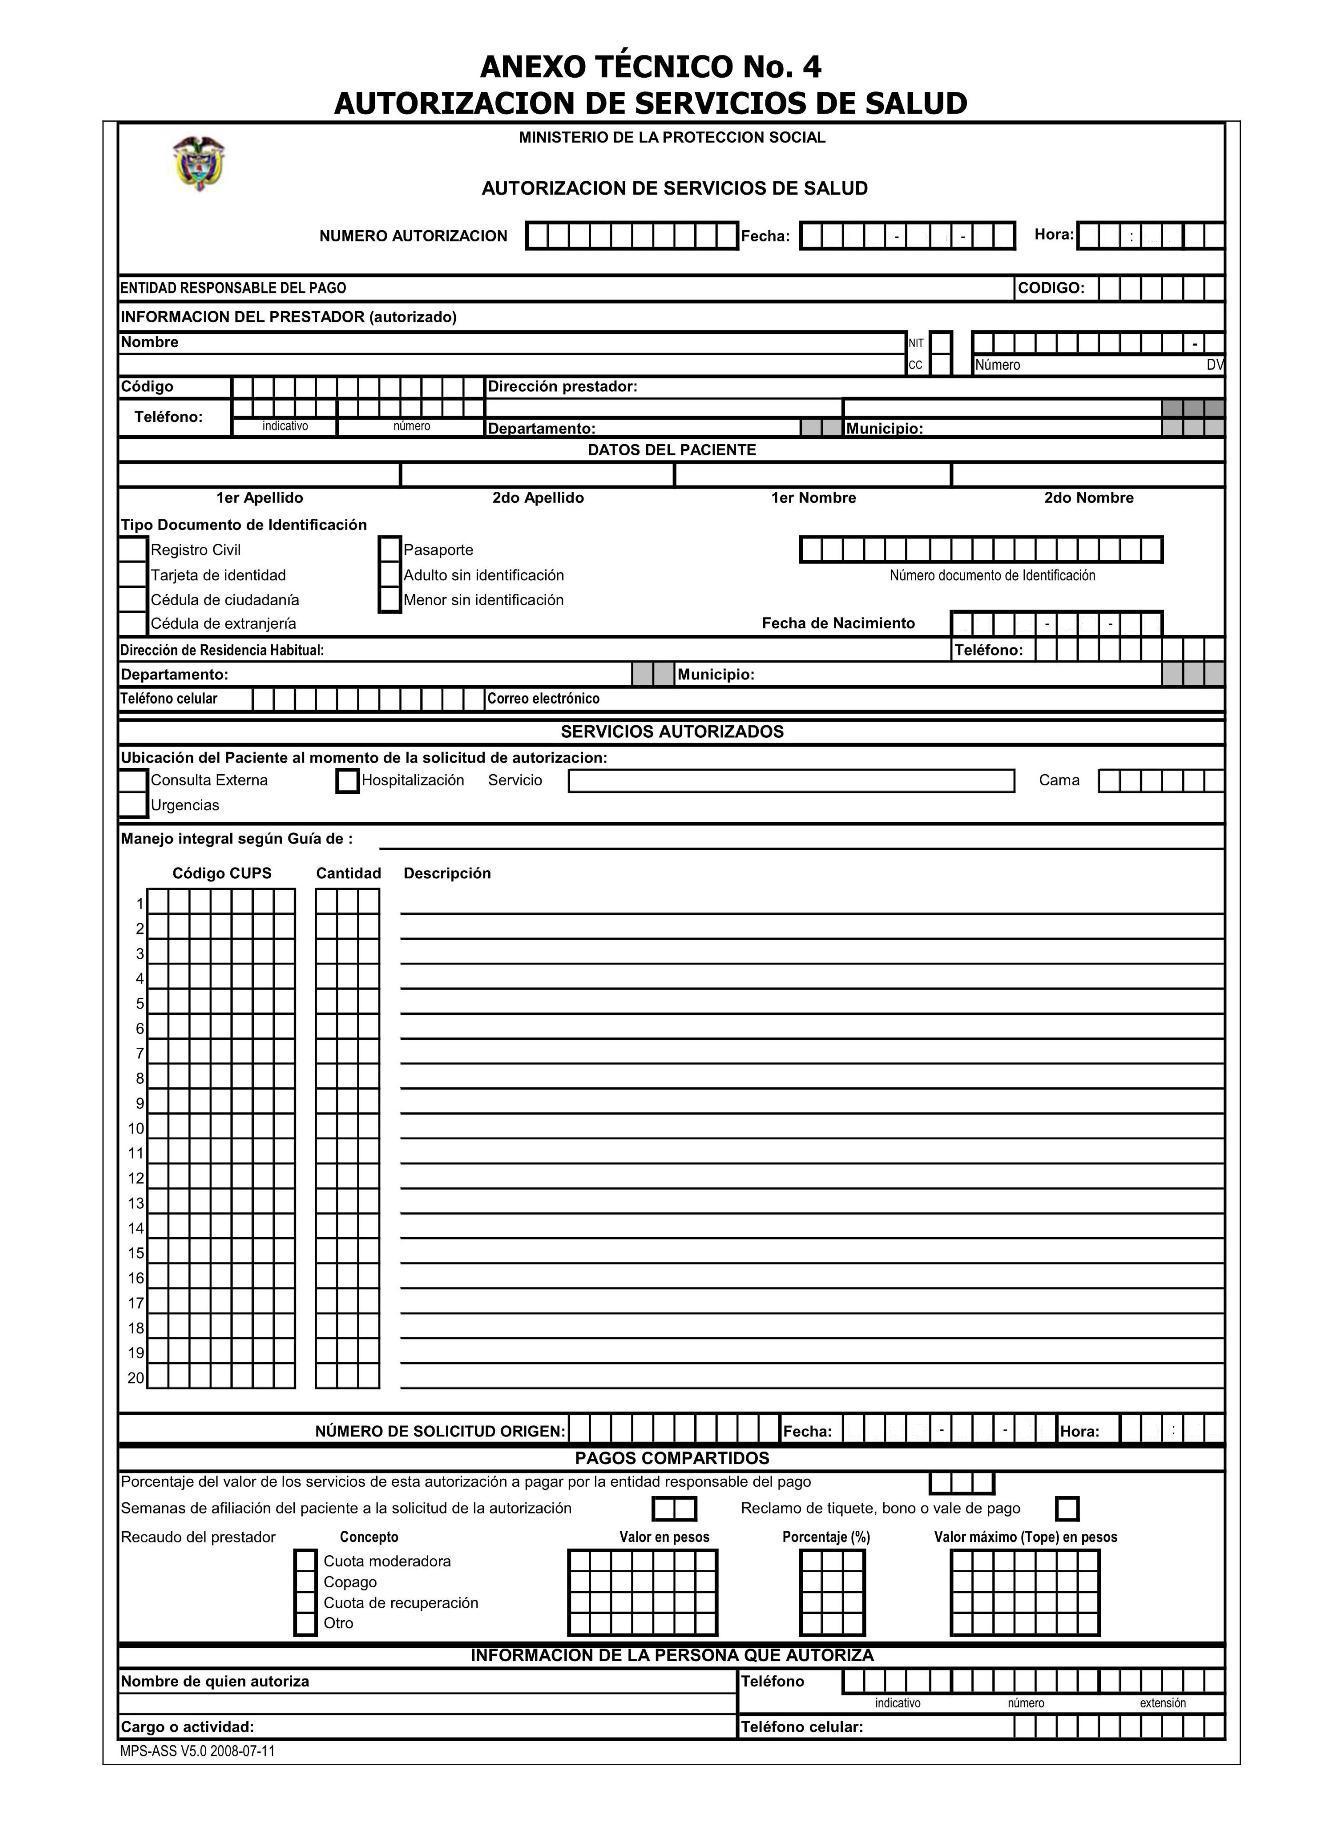 ANEXO TÉCNICO No. 4
AUTORIZACION DE SERVICIOS DE SALUD
MINISTERIO DE LA PROTECCION SOCIAL
AUTORIZACION DE SERVICIOS DE SALUD
NUMERO AUTORIZACION Fecha: - - Hora: :
ENTIDAD RESPONSABLE DEL PAGO CODIGO:
INFORMACION DEL PRESTADOR (autorizado)
Nombre NIT -
CC Número DV
Código Dirección prestador:
Teléfono:
indicativo número Departamento: Municipio:
DATOS DEL PACIENTE
1er Apellido 2do Apellido 1er Nombre 2do Nombre
Tipo Documento de Identificación
Registro Civil Pasaporte
Tarjeta de identidad Adulto sin identificación Número documento de Identificación
Cédula de ciudadanía Menor sin identificación
Cédula de extranjería Fecha de Nacimiento - -
Dirección de Residencia Habitual: Teléfono:
Departamento: Municipio:
Teléfono celular Correo electrónico
SERVICIOS AUTORIZADOS
Ubicación del Paciente al momento de la solicitud de autorizacion:
Consulta Externa Hospitalización Servicio Cama
Urgencias
Manejo integral según Guía de :
Código CUPS Cantidad Descripción
1
2
3
4
5
6
7
8
9
10
11
12
13
14
15
16
17
18
19
20
NÚMERO DE SOLICITUD ORIGEN: Fecha: - - Hora: :
PAGOS COMPARTIDOS
Porcentaje del valor de los servicios de esta autorización a pagar por la entidad responsable del pago
Semanas de afiliación del paciente a la solicitud de la autorización Reclamo de tiquete, bono o vale de pago
Recaudo del prestador Concepto Valor en pesos Porcentaje (%) Valor máximo (Tope) en pesos
Cuota moderadora
Copago
Cuota de recuperación
Otro
INFORMACION DE LA PERSONA QUE AUTORIZA
Nombre de quien autoriza Teléfono
indicativo número extensión
Cargo o actividad: Teléfono celular:
MPS-ASS V5.0 2008-07-11